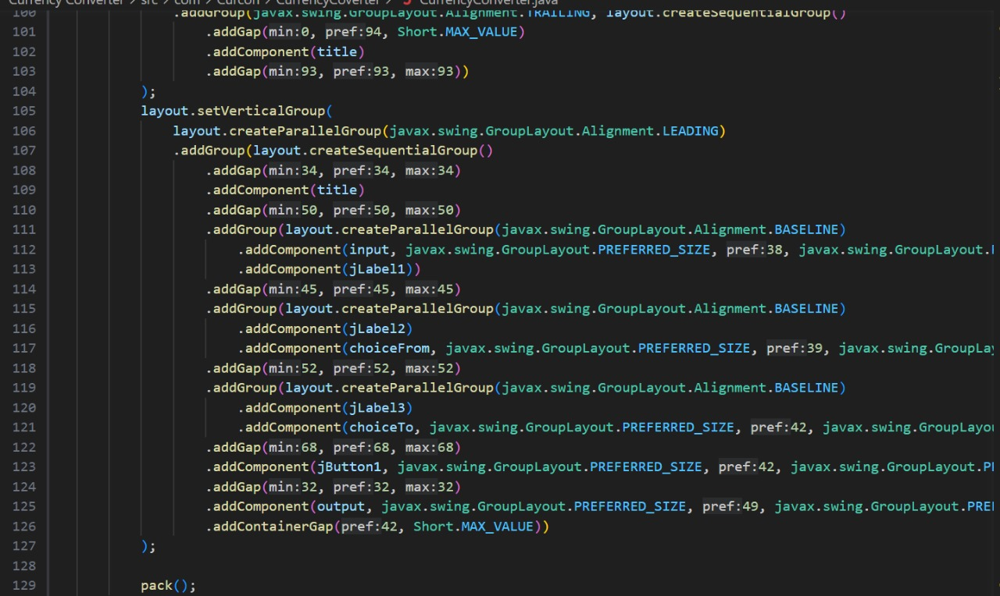 Currency Converter > src > com > Curcon > CurrencyCoverter > J CurrencyConverter.java
100 .addGroup(javax.swing.GroupLayout.Alignment.TRAILING, layout.createSequentialGroup()
101 .addGap(min:0, pref:94, Short.MAX_VALUE)
102 .addComponent(title)
103 .addGap(min:93, pref:93, max:93))
104 );
105 layout.setVerticalGroup(
106 layout.createParallelGroup(javax.swing.GroupLayout.Alignment.LEADING)
107 .addGroup(layout.createSequentialGroup()
108 .addGap(min:34, pref:34, max:34)
109 .addComponent(title)
110 .addGap(min:50, pref:50, max:50)
111 .addGroup(layout.createParallelGroup(javax.swing.GroupLayout.Alignment.BASELINE)
112 .addComponent(input, javax.swing.GroupLayout.PREFERRED_SIZE, pref:38, javax.swing.GroupLayout.
113 .addComponent(jLabel1))
114 .addGap(min:45, pref:45, max:45)
115 .addGroup(layout.createParallelGroup(javax.swing.GroupLayout.Alignment.BASELINE)
116 .addComponent(jLabel2)
117 .addComponent(choiceFrom, javax.swing.GroupLayout.PREFERRED_SIZE, pref:39, javax.swing.GroupLay
118 .addGap(min:52, pref:52, max:52)
119 .addGroup(layout.createParallelGroup(javax.swing.GroupLayout.Alignment.BASELINE)
120 .addComponent(jLabel3)
121 .addComponent(choiceTo, javax.swing.GroupLayout.PREFERRED_SIZE, pref:42, javax.swing.GroupLayou
122 .addGap(min:68, pref:68, max:68)
123 .addComponent(jButton1, javax.swing.GroupLayout.PREFERRED_SIZE, pref:42, javax.swing.GroupLayout.P
124 .addGap(min:32, pref:32, max:32)
125 .addComponent(output, javax.swing.GroupLayout.PREFERRED_SIZE, pref:49, javax.swing.GroupLayout.PRE
126 .addContainerGap(pref:42, Short.MAX_VALUE))
127 );
128
129 pack();